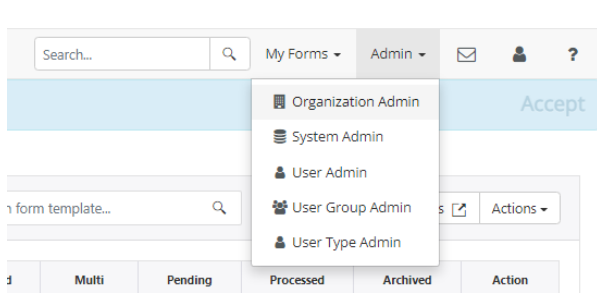 Search...
My Forms
Admin
?
Organization Admin
Accept
System Admin
User Admin
form template...
User Group Admin
s
Actions
User Type Admin
d Multi Pending Processed Archived Action